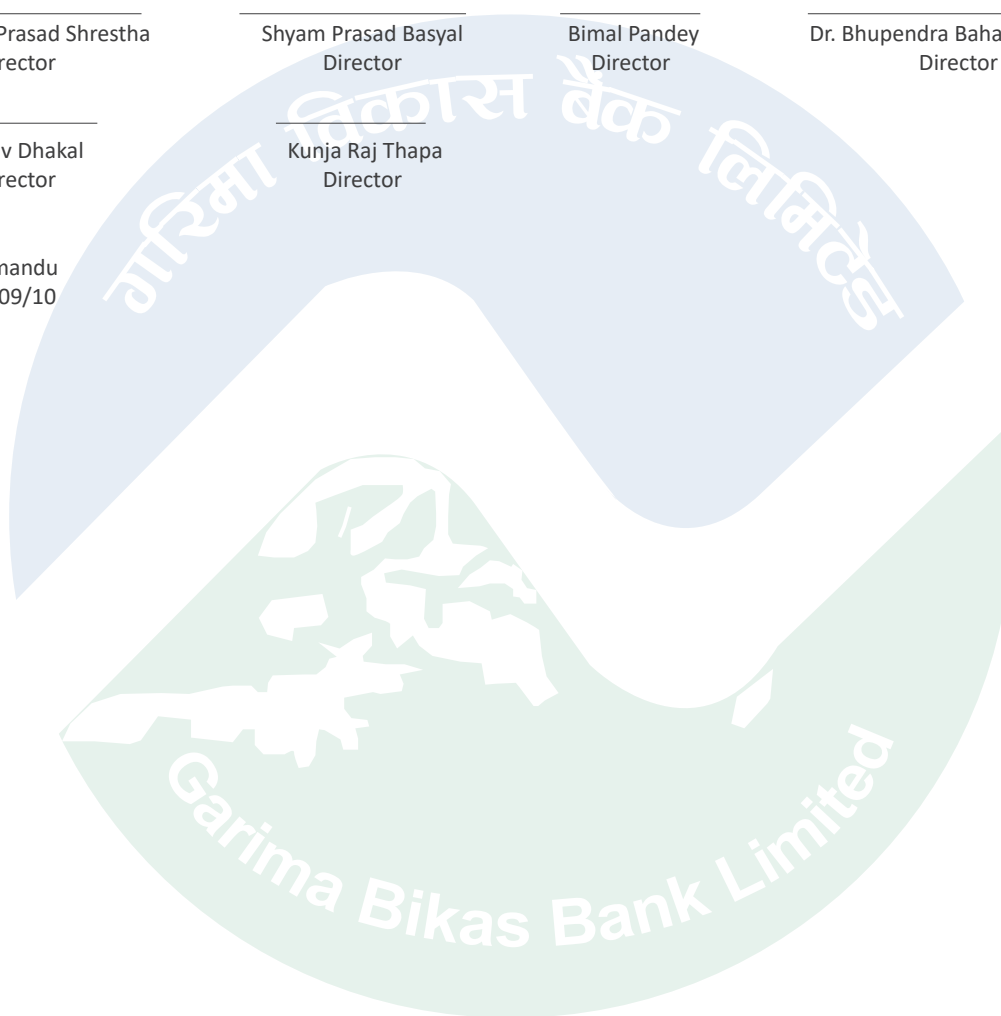 Prasad Shrestha Shyam Prasad Basyal Bimal Pandey Dr. Bhupendra Baha
rector Director Director Director
v Dhakal Kunja Raj Thapa
rector Director
mandu
09/10
गरिमा विकास बैंक लिमिटेड
Garima Bikas Bank Limited